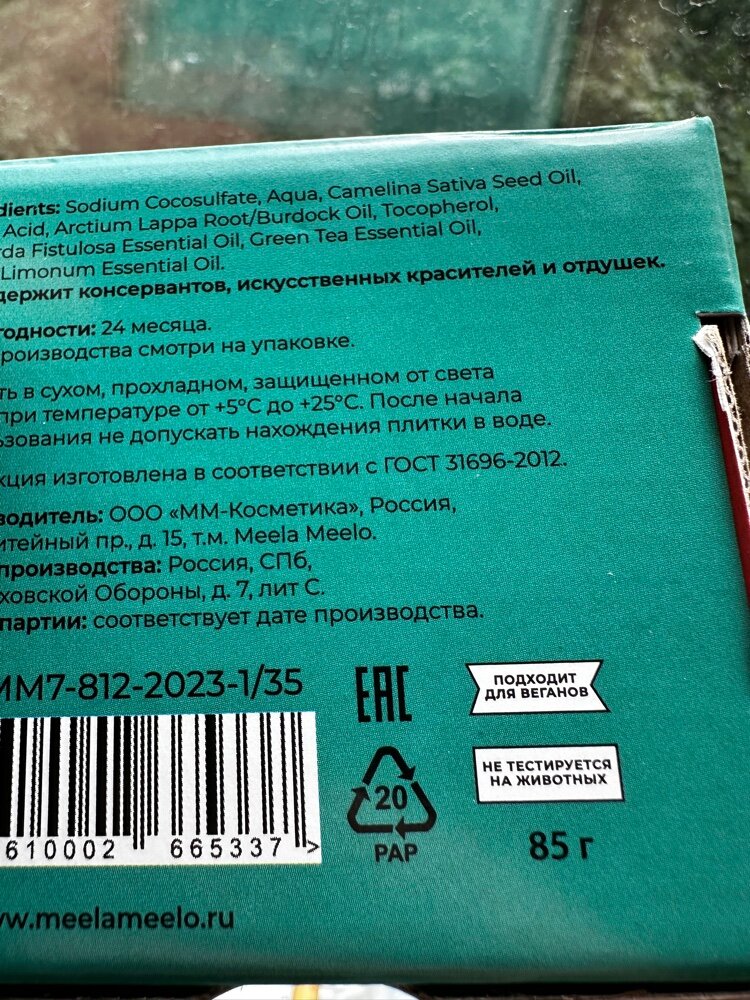 dients: Sodium Cocosulfate, Aqua, Camelina Sativa Seed Oil,
Acid, Arctium Lappa Root/Burdock Oil, Tocopherol,
rda Fistulosa Essential Oil, Green Tea Essential Oil,
Limonum Essential Oil.
держит консервантов, искусственных красителей и отдушек.
годности: 24 месяца.
роизводства смотри на упаковке.
ть в сухом, прохладном, защищенном от света
при температуре от +5°С до +25°С. После начала
ьзования не допускать нахождения плитки в воде.
кция изготовлена в соответствии с ГОСТ 31696-2012.
водитель: ООО «ММ-Косметика», Россия,
итейный пр., д. 15, т.м. Meela Meelo.
производства: Россия, СПб,
ховской Обороны, д. 7, лит С.
партии: соответствует дате производства.
ММ7-812-2023-1/35
EAC
ПОДХОДИТ
ДЛЯ ВЕГАНОВ
НЕ ТЕСТИРУЕТСЯ
НА ЖИВОТНЫХ
20
PAP
85 г
610002 665337 >
ww.meelameelo.ru